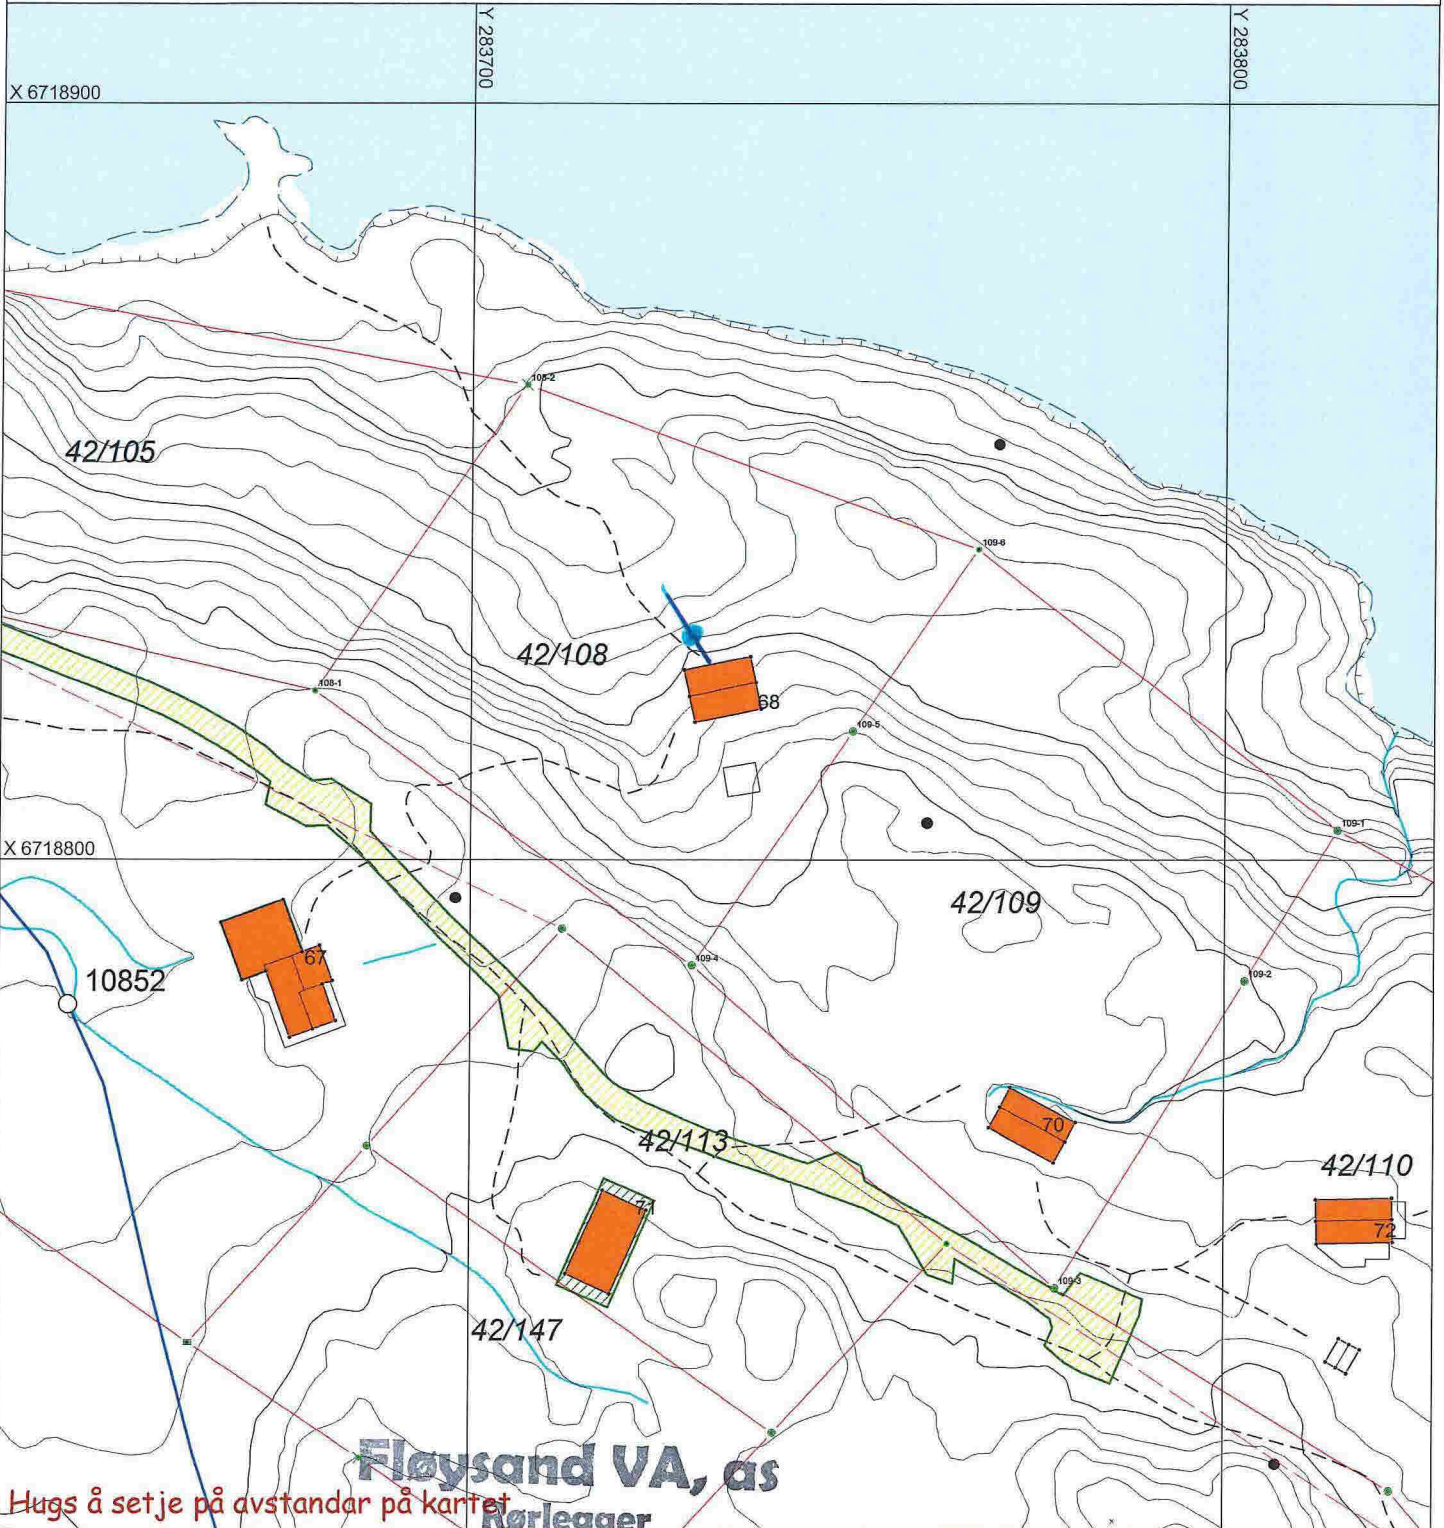 Y 283700
Y 283800
X 6718900
108-2
42/105
109-6
42/108
108-1
68
109-5
109-1
X 6718800
42/109
67
109-4
109-2
10852
70
42/113
42/110
71
72
109-3
42/147
Fløysand VA, as
Hugs å setje på avstandar på kartet
Rørlegger